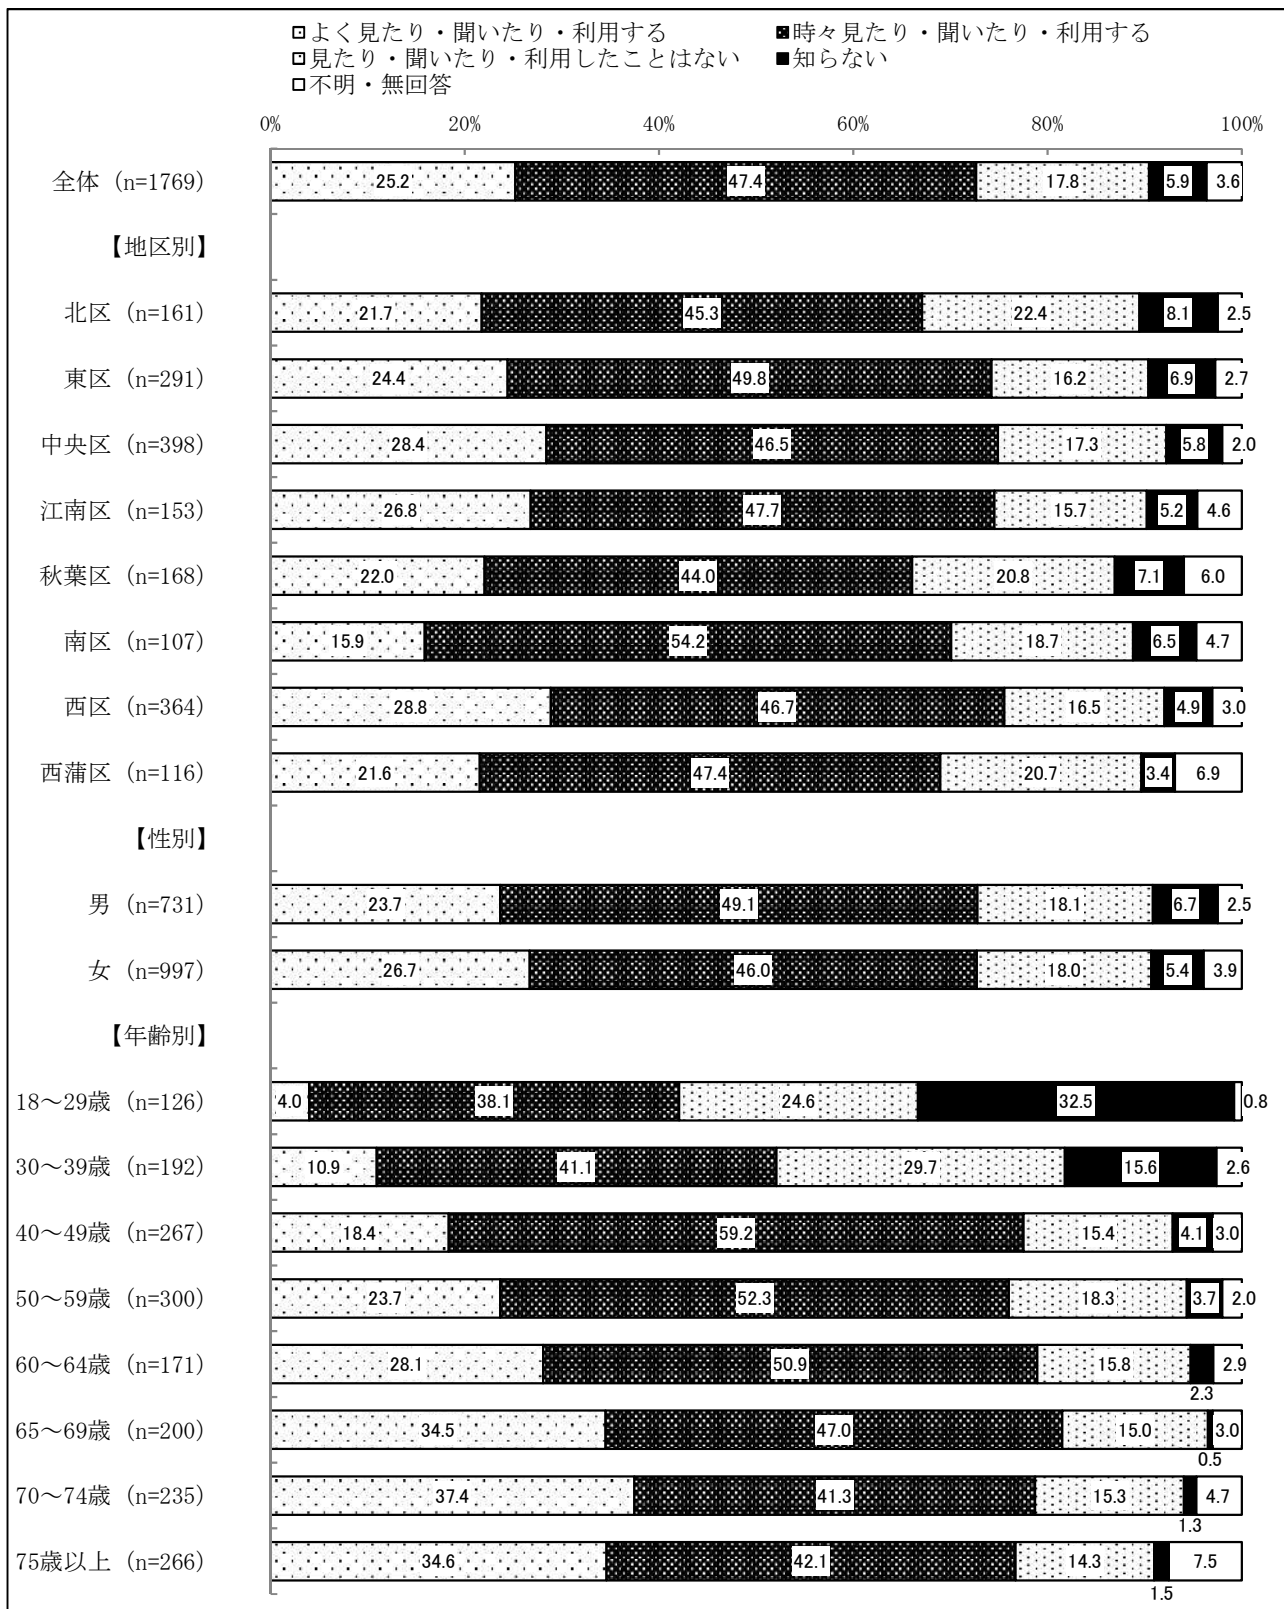 よく見たり・聞いたり・利用する 時々見たり・聞いたり・利用する
見たり・聞いたり・利用したことはない 知らない
不明・無回答
0% 20% 40% 60% 80% 100%
全体 (n=1769) 25.2 47.4 17.8 5.9 3.6
【地区別】
北区 (n=161) 21.7 45.3 22.4 8.1 2.5
東区 (n=291) 24.4 49.8 16.2 6.9 2.7
中央区 (n=398) 28.4 46.5 17.3 5.8 2.0
江南区 (n=153) 26.8 47.7 15.7 5.2 4.6
秋葉区 (n=168) 22.0 44.0 20.8 7.1 6.0
南区 (n=107) 15.9 54.2 18.7 6.5 4.7
西区 (n=364) 28.8 46.7 16.5 4.9 3.0
西蒲区 (n=116) 21.6 47.4 20.7 3.4 6.9
【性別】
男 (n=731) 23.7 49.1 18.1 6.7 2.5
女 (n=997) 26.7 46.0 18.0 5.4 3.9
【年齢別】
18～29歳 (n=126) 4.0 38.1 24.6 32.5 0.8
30～39歳 (n=192) 10.9 41.1 29.7 15.6 2.6
40～49歳 (n=267) 18.4 59.2 15.4 4.1 3.0
50～59歳 (n=300) 23.7 52.3 18.3 3.7 2.0
60～64歳 (n=171) 28.1 50.9 15.8 2.3 2.9
65～69歳 (n=200) 34.5 47.0 15.0 0.5 3.0
70～74歳 (n=235) 37.4 41.3 15.3 1.3 4.7
75歳以上 (n=266) 34.6 42.1 14.3 1.5 7.5